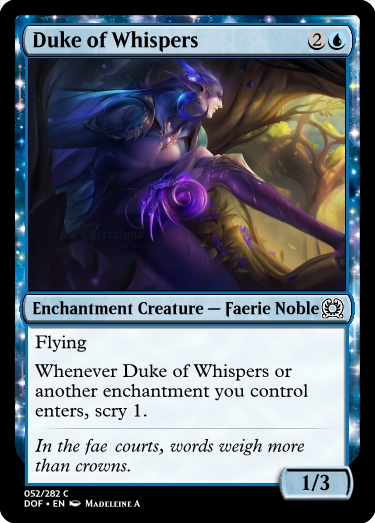 Duke of Whispers 2
Enchantment Creature — Faerie Noble
Flying
Whenever Duke of Whispers or
another enchantment you control
enters, scry 1.
In the fae courts, words weigh more
than crowns.
1/3
052/282 C
DOF • EN Madeleine A